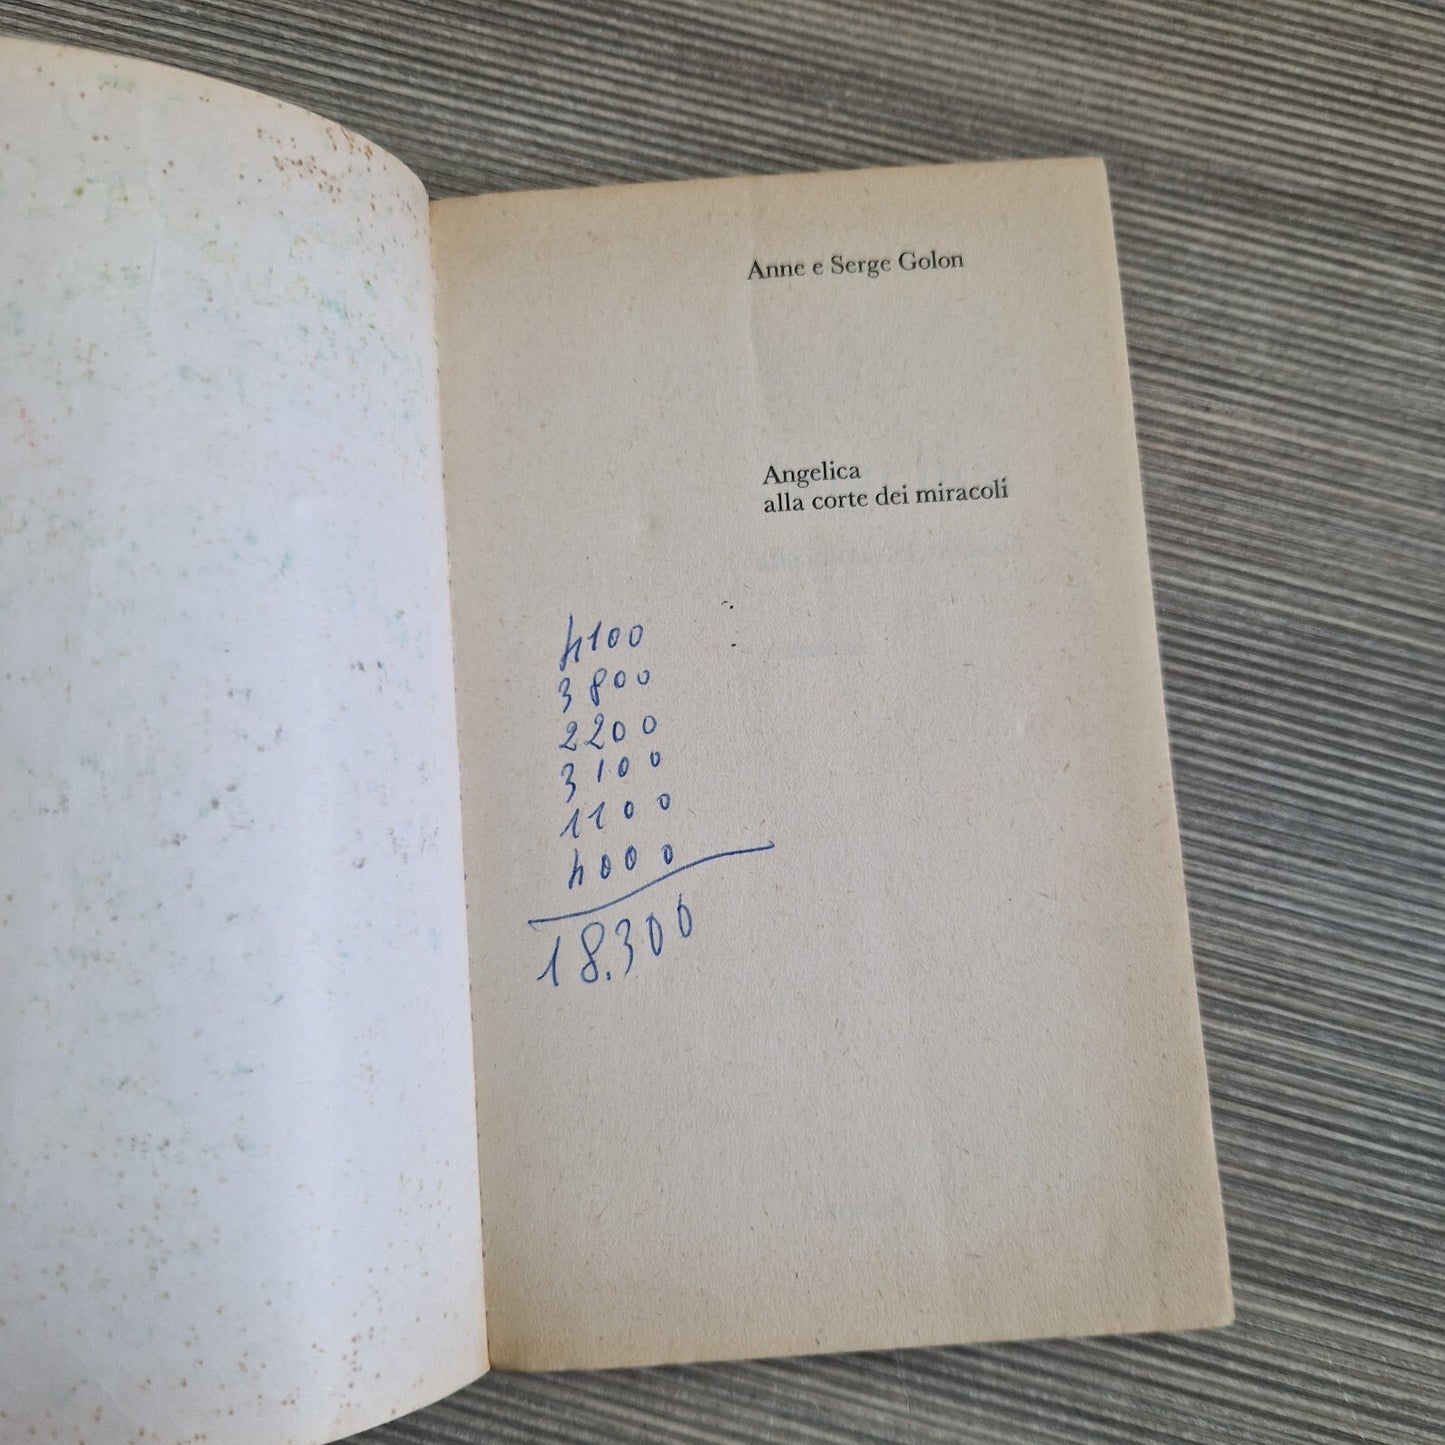 Anne e Serge Golon
Angelica
alla corte dei miracoli
4100
3800
2200
3100
1100
4000
18.300